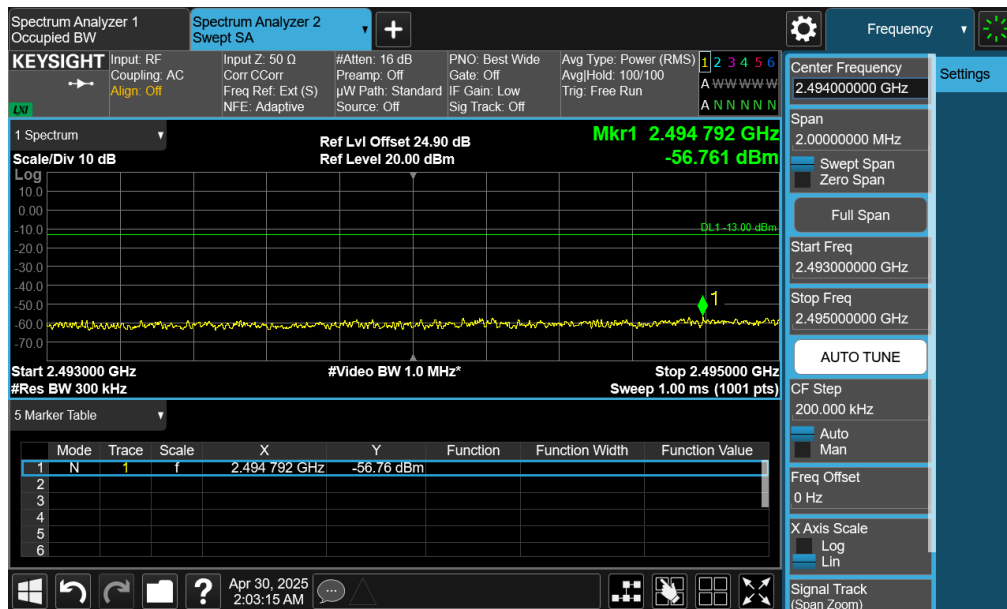 Spectrum Analyzer 1
Occupied BW
Spectrum Analyzer 2
Swept SA
+
Frequency
KEYSIGHT
LXI
Input: RF
Coupling: AC
Align: Off
Input Z: 50 Ω
Corr CCorr
Freq Ref: Ext (S)
NFE: Adaptive
#Atten: 16 dB
Preamp: Off
µW Path: Standard
Source: Off
PNO: Best Wide
Gate: Off
IF Gain: Low
Sig Track: Off
Avg Type: Power (RMS)
Avg|Hold: 100/100
Trig: Free Run
1 2 3 4 5 6
A W W W W W
A N N N N N
1 Spectrum
Scale/Div 10 dB
Ref Lvl Offset 24.90 dB
Ref Level 20.00 dBm
Mkr1 2.494 792 GHz
-56.761 dBm
Log
10.0
0.00
-10.0
-20.0
-30.0
-40.0
-50.0
-60.0
-70.0
DL1 -13.00 dBm
1
Start 2.493000 GHz
#Res BW 300 kHz
#Video BW 1.0 MHz*
Stop 2.495000 GHz
Sweep 1.00 ms (1001 pts)
5 Marker Table
Mode Trace Scale X Y Function Function Width Function Value
1 N 1 f 2.494 792 GHz -56.76 dBm
2
3
4
5
6
?
Apr 30, 2025
2:03:15 AM
Center Frequency
2.494000000 GHz
Settings
Span
2.00000000 MHz
Swept Span
Zero Span
Full Span
Start Freq
2.493000000 GHz
Stop Freq
2.495000000 GHz
AUTO TUNE
CF Step
200.000 kHz
Auto
Man
Freq Offset
0 Hz
X Axis Scale
Log
Lin
Signal Track
(Span Zoom)